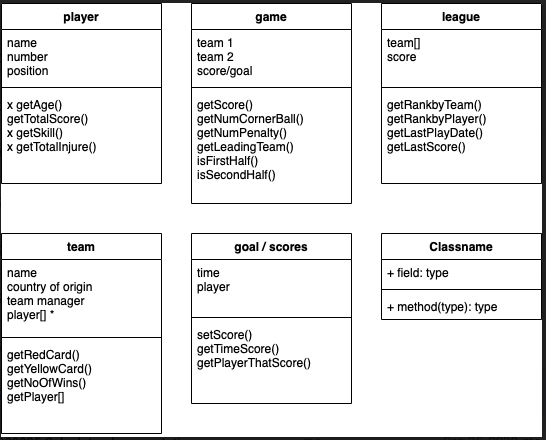 player
name
number
position
x getAge()
getTotalScore()
x getSkill()
x getTotalInjure()
game
team 1
team 2
score/goal
getScore()
getNumCornerBall()
getNumPenalty()
getLeadingTeam()
isFirstHalf()
isSecondHalf()
league
team[]
score
getRankbyTeam()
getRankbyPlayer()
getLastPlayDate()
getLastScore()
team
name
country of origin
team manager
player[] *
getRedCard()
getYellowCard()
getNoOfWins()
getPlayer[]
goal / scores
time
player
setScore()
getTimeScore()
getPlayerThatScore()
Classname
+ field: type
+ method(type): type